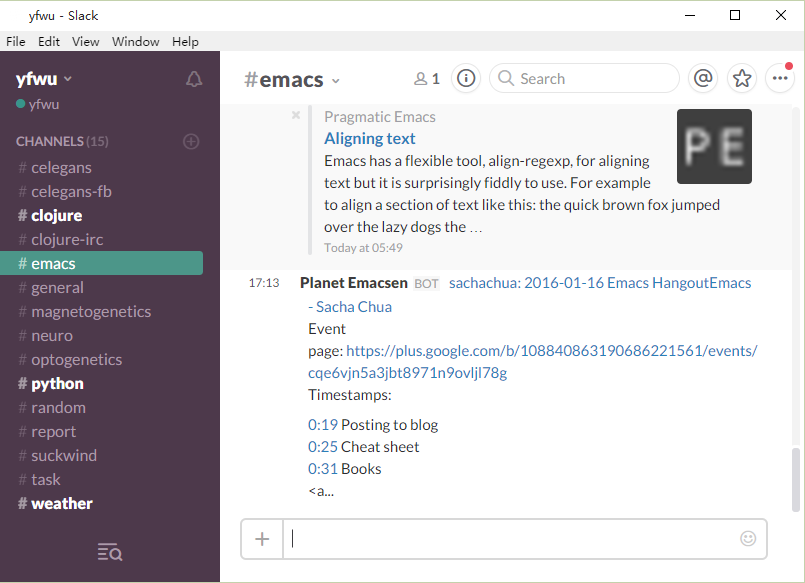 yfwu - Slack
File Edit View Window Help
yfwu
yfwu
CHANNELS (15)
# celegans
# celegans-fb
# clojure
# clojure-irc
# emacs
# general
# magnetogenetics
# neuro
# optogenetics
# python
# random
# report
# suckwind
# task
# weather
#emacs
1
Search
Pragmatic Emacs
Aligning text
Emacs has a flexible tool, align-regexp, for aligning
text but it is surprisingly fiddly to use. For example
to align a section of text like this: the quick brown fox jumped
over the lazy dogs the …
Today at 05:49
PE
17:13 Planet Emacsen BOT sachachua: 2016-01-16 Emacs HangoutEmacs
- Sacha Chua
Event
page: https://plus.google.com/b/108840863190686221561/events/
cqe6vjn5a3jbt8971n9ovljl78g
Timestamps:
0:19 Posting to blog
0:25 Cheat sheet
0:31 Books
<a...